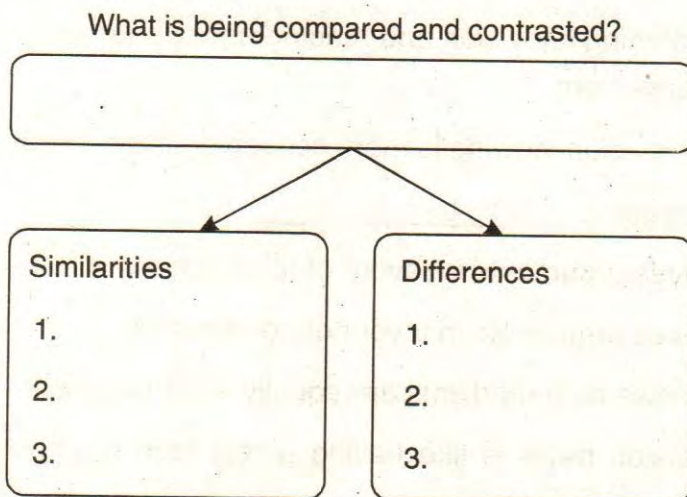 What is being compared and contrasted?
Similarities
1.
2.
3.
Differences
1.
2.
3.